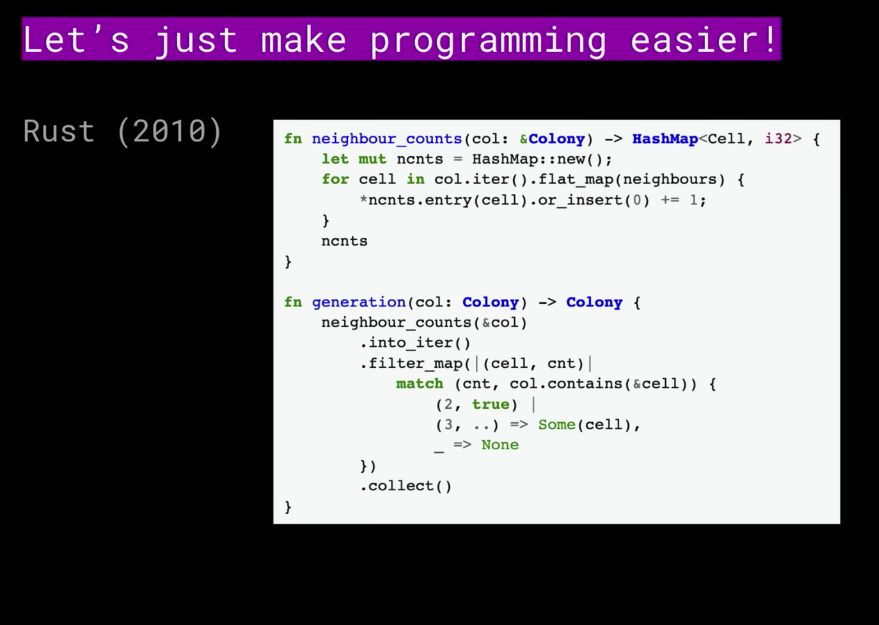 Let's just make programming easier!
Rust (2010)
fn neighbour_counts(col: &Colony) -> HashMap<Cell, i32> {
    let mut ncnts = HashMap::new();
    for cell in col.iter().flat_map(neighbours) {
        *ncnts.entry(cell).or_insert(0) += 1;
    }
    ncnts
}

fn generation(col: Colony) -> Colony {
    neighbour_counts(&col)
        .into_iter()
        .filter_map(|(cell, cnt)|
            match (cnt, col.contains(&cell)) {
                (2, true) |
                (3, ..) => Some(cell),
                _ => None
        })
        .collect()
}